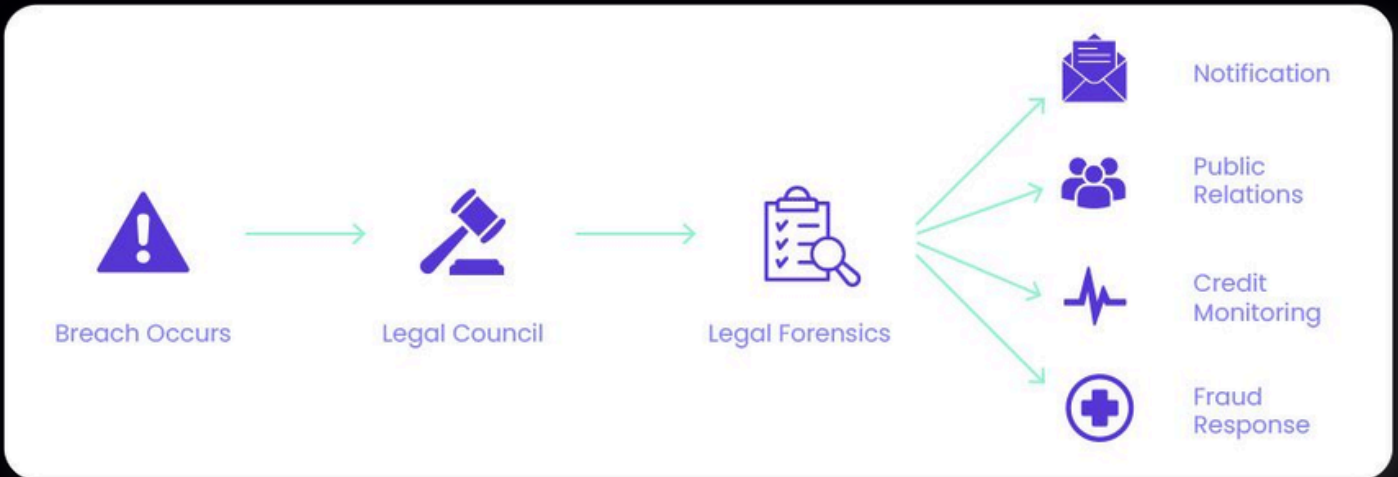 Breach Occurs
Legal Council
Legal Forensics
Notification
Public
Relations
Credit
Monitoring
Fraud
Response